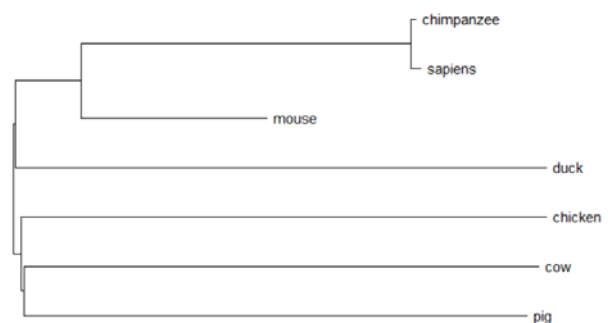 chimpanzee
sapiens
mouse
duck
chicken
cow
pig